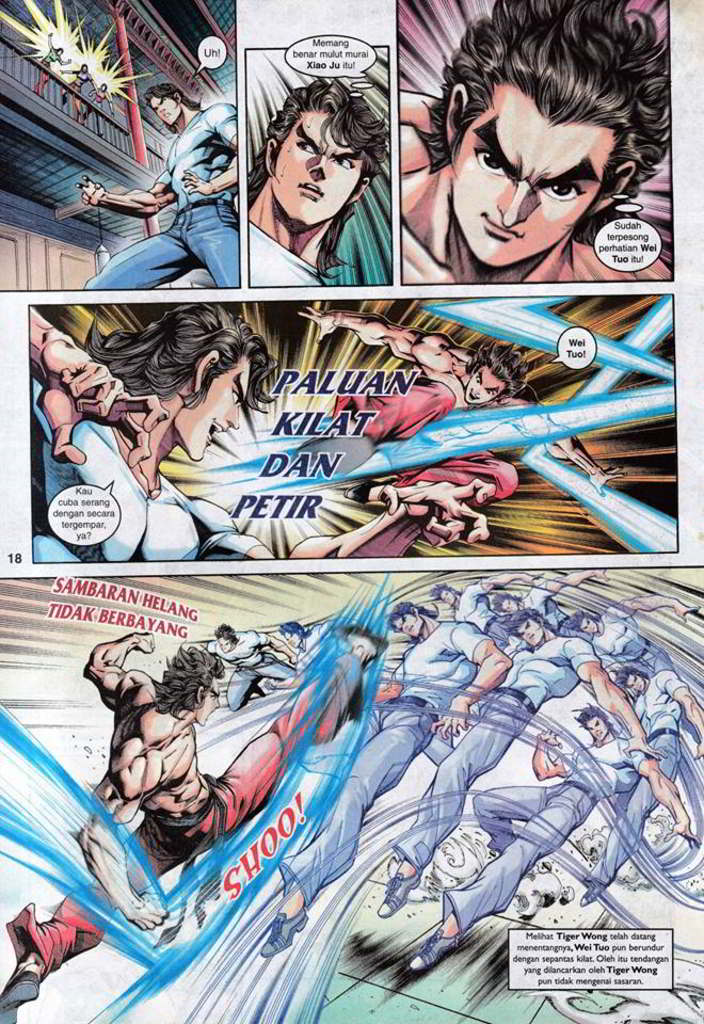 Uh!
Memang
benar mulut murai
Xiao Ju itu!
Sudah
terpesong
perhatian Wei
Tuo itu!
Wei
Tuo!
PALUAN
KILAT
DAN
PETIR
Kau
cuba serang
dengan secara
tergempar,
ya?
18
SAMBARAN HELANG
TIDAK BERBAYANG
SHOO!
Melihat Tiger Wong telah datang
menentangnya, Wei Tuo pun berundur
dengan sepantas kilat. Oleh itu tendangan
yang dilancarkan oleh Tiger Wong
pun tidak mengenai sasaran.